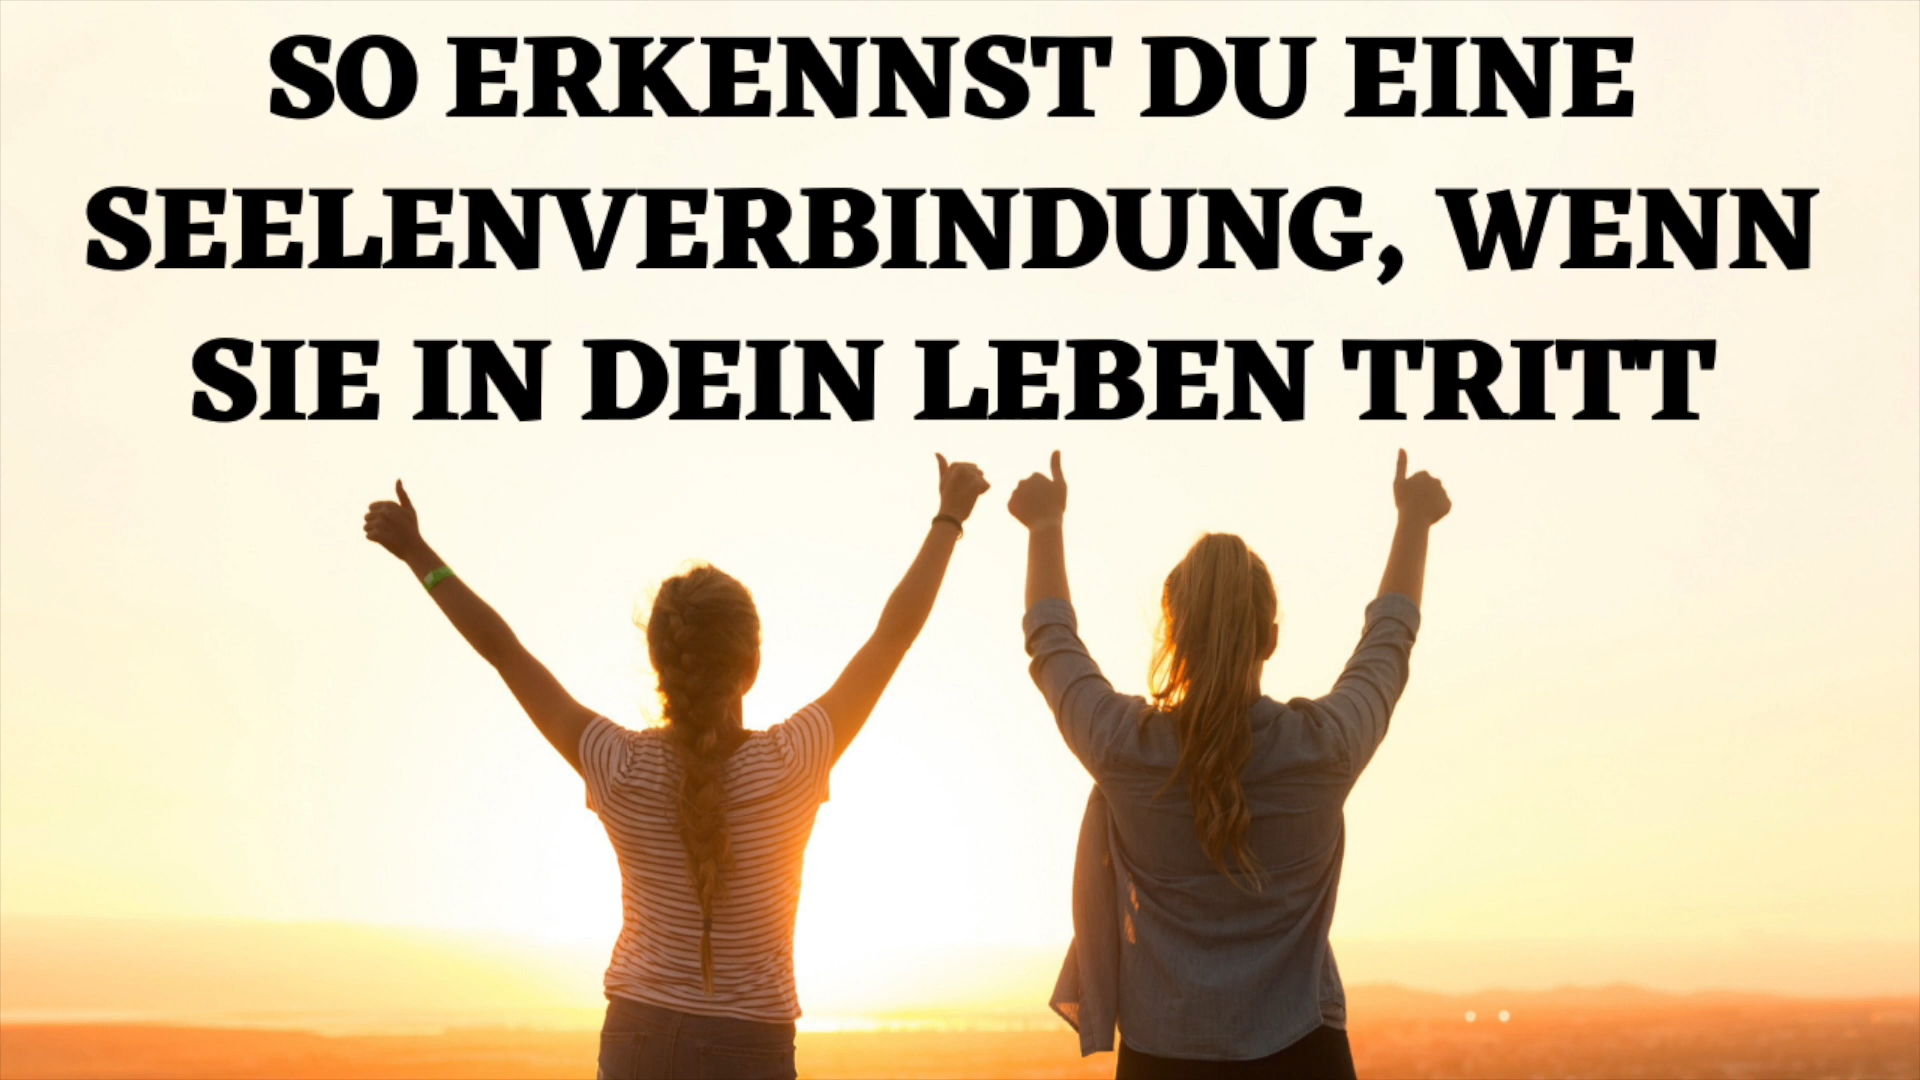 SO ERKENNST DU EINE
SEELENVERBINDUNG, WENN
SIE IN DEIN LEBEN TRITT